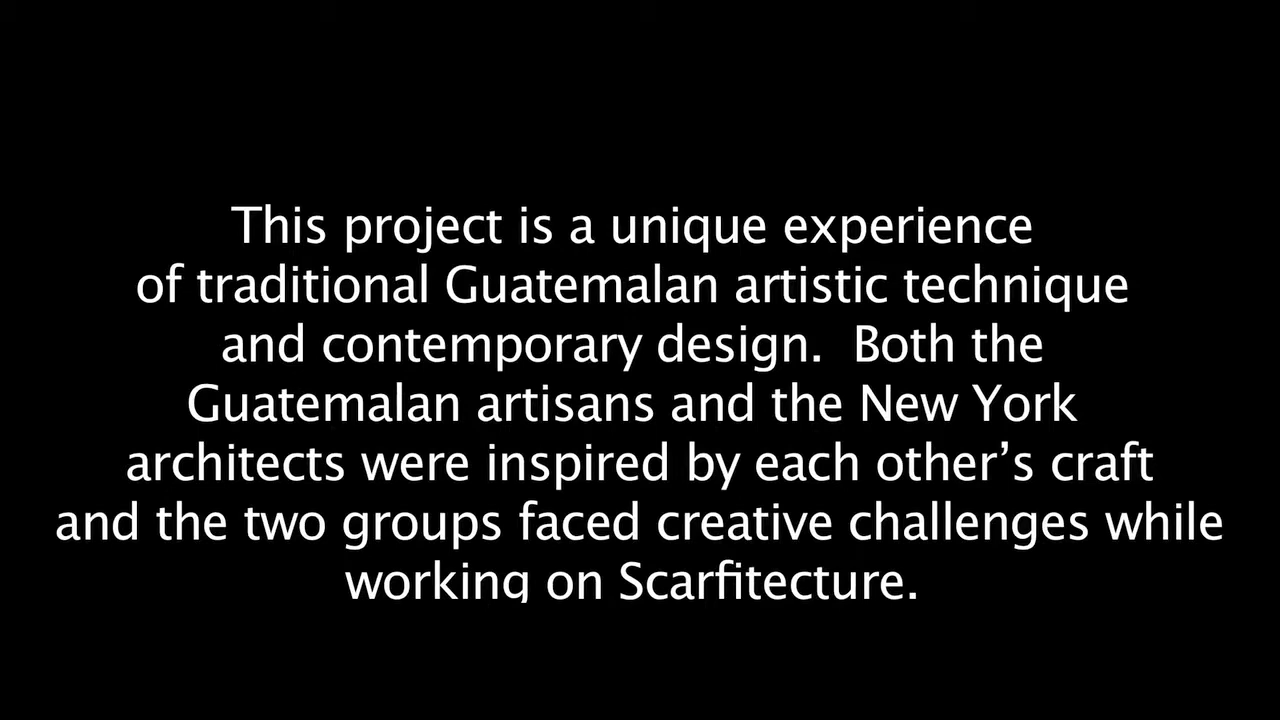 This project is a unique experience
of traditional Guatemalan artistic technique
and contemporary design.  Both the
Guatemalan artisans and the New York
architects were inspired by each other’s craft
and the two groups faced creative challenges while
working on Scarfitecture.